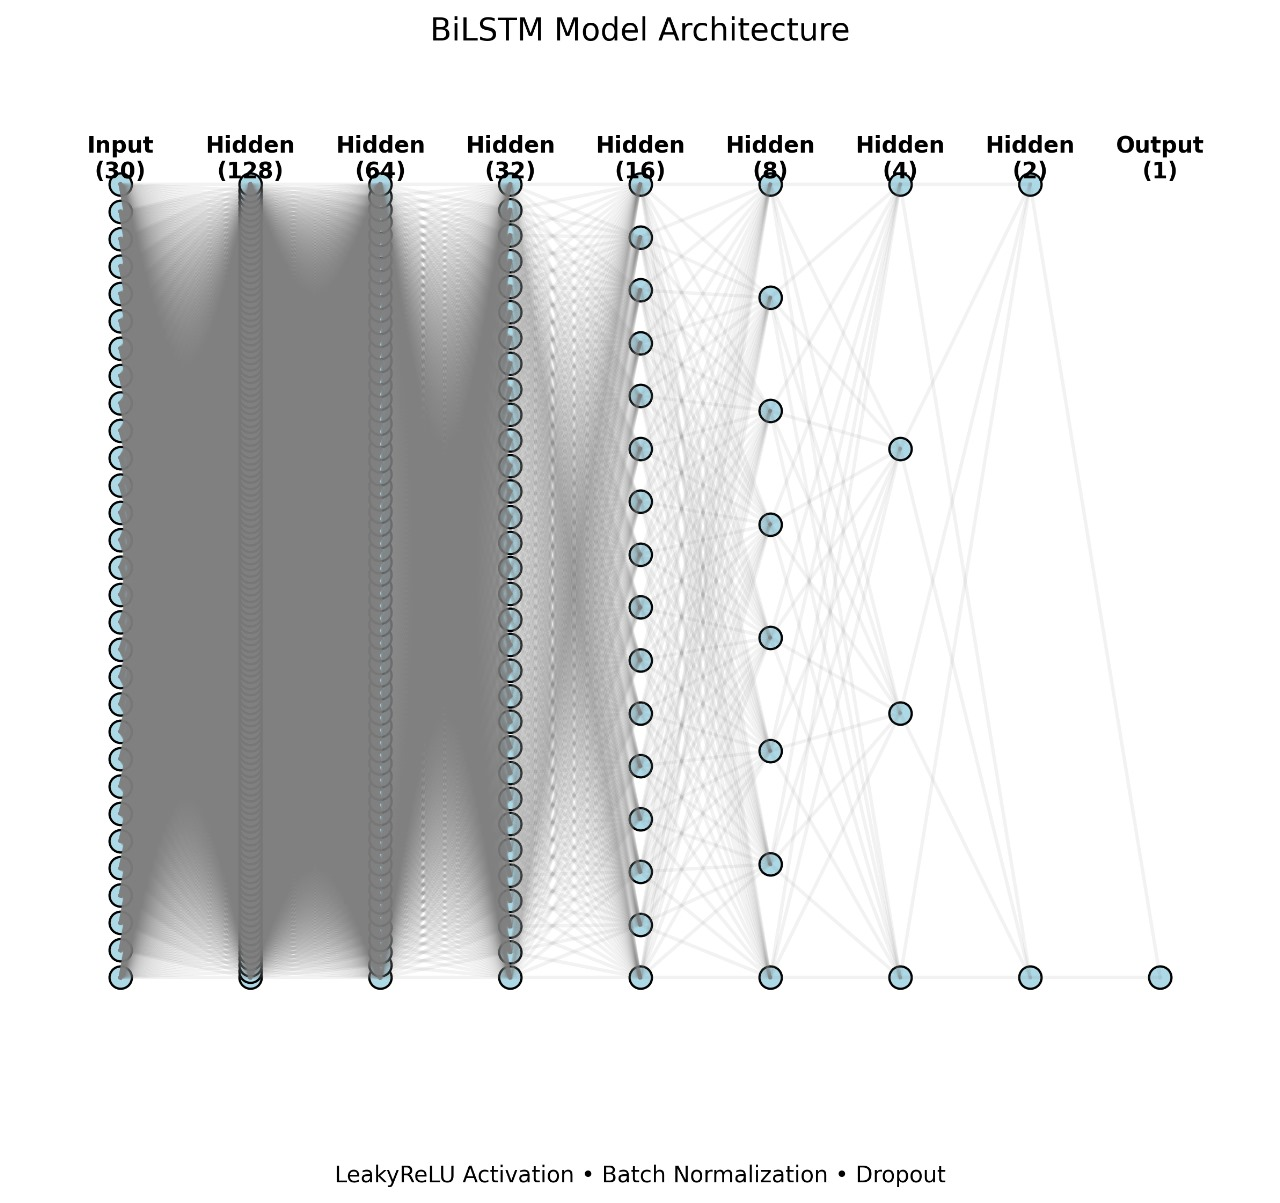 BiLSTM Model Architecture
Input Hidden Hidden Hidden Hidden Hidden Hidden Hidden Output
(30) (128) (64) (32) (16) (8) (4) (2) (1)
LeakyReLU Activation • Batch Normalization • Dropout